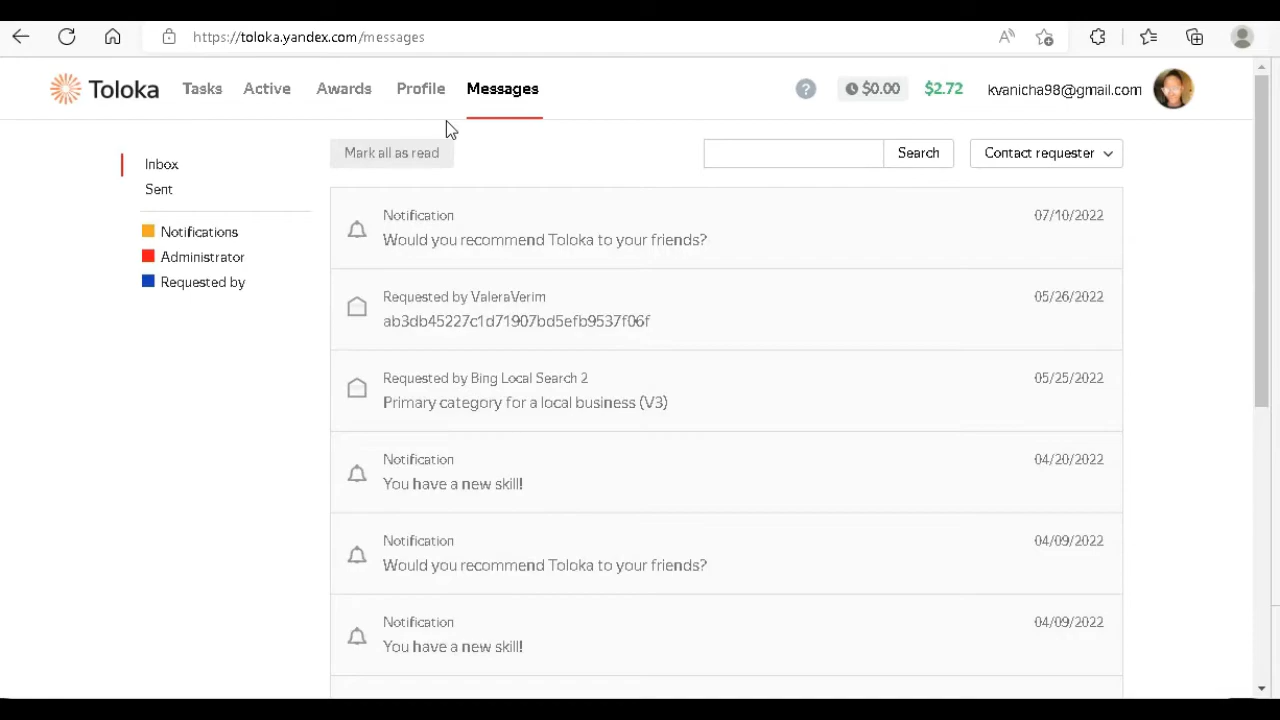 https://toloka.yandex.com/messages
Toloka Tasks Active Awards Profile Messages ? $0.00 $2.72 kvanicha98@gmail.com
Mark all as read Search Contact requester
Inbox
Sent
Notifications
Administrator
Requested by
Notification 07/10/2022
Would you recommend Toloka to your friends?
Requested by ValeraVerim 05/26/2022
ab3db45227c1d71907bd5efb9537f06f
Requested by Bing Local Search 2 05/25/2022
Primary category for a local business (V3)
Notification 04/20/2022
You have a new skill!
Notification 04/09/2022
Would you recommend Toloka to your friends?
Notification 04/09/2022
You have a new skill!